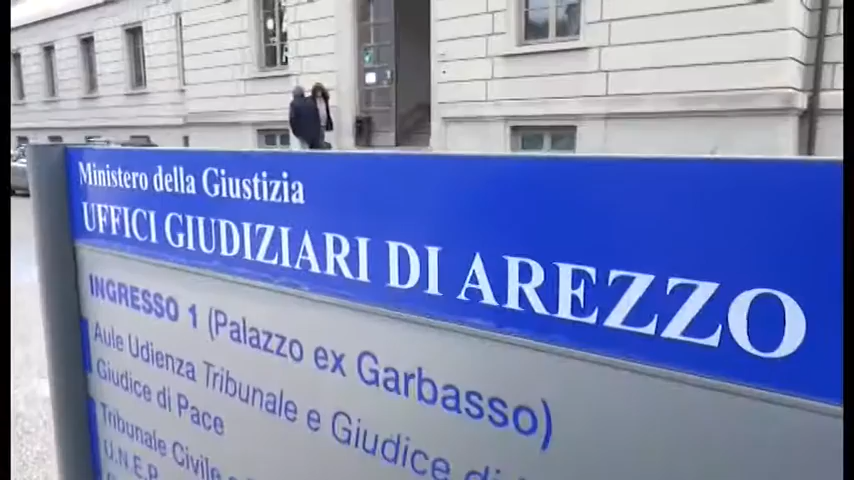 Ministero della Giustizia
UFFICI GIUDIZIARI DI AREZZO
INGRESSO 1 (Palazzo ex Garbasso)
Aule Udienza Tribunale e Giudice di
Giudice di Pace
Tribunale Civile e
U.N.E.P.